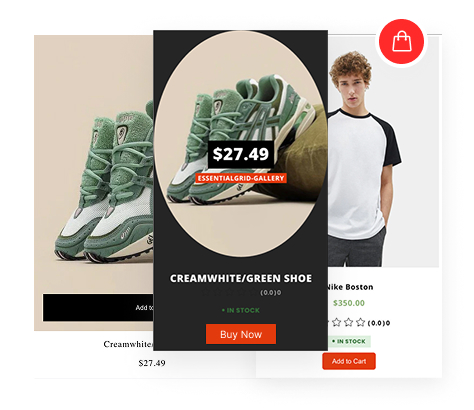 Add to
Creamwhite/
$27.49
$27.49
ESSENTIALGRID-GALLERY
CREAMWHITE/GREEN SHOE
(0.0)0
+ IN STOCK
Buy Now
Nike Boston
$350.00
(0.0)0
+ IN STOCK
Add to Cart